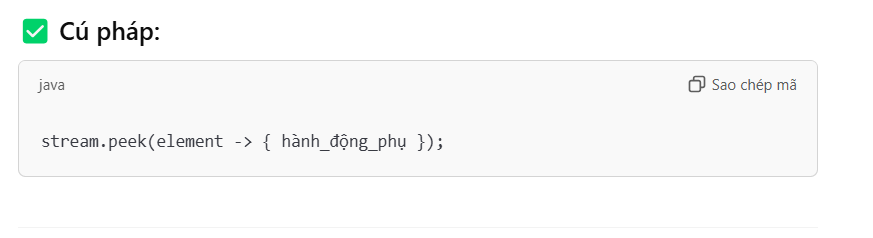 ✅ Cú pháp:
java
Sao chép mã
stream.peek(element -> { hành_động_phụ });